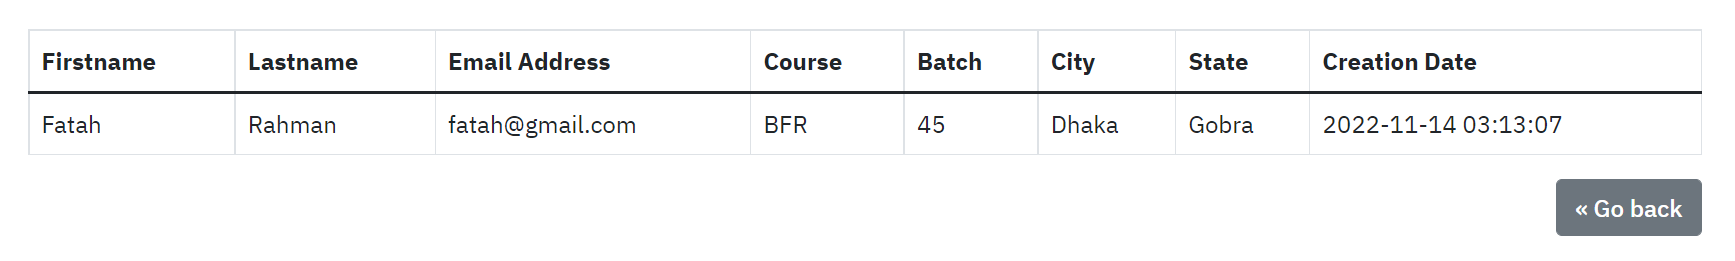 Firstname Lastname Email Address Course Batch City State Creation Date
Fatah Rahman fatah@gmail.com BFR 45 Dhaka Gobra 2022-11-14 03:13:07
« Go back